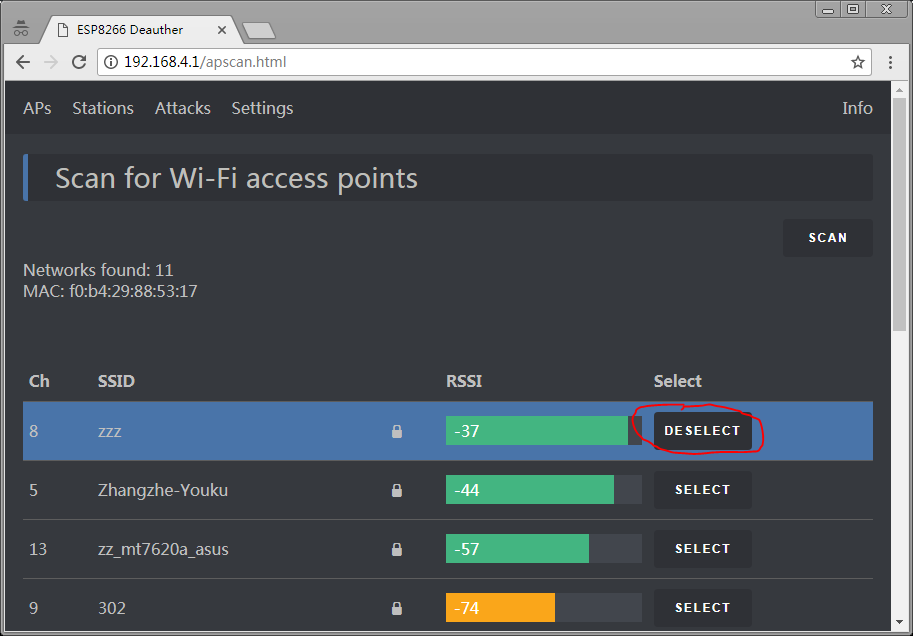 ESP8266 Deauther
192.168.4.1/apscan.html
APs Stations Attacks Settings Info
Scan for Wi-Fi access points
SCAN
Networks found: 11
MAC: f0:b4:29:88:53:17
Ch SSID RSSI Select
8 zzz -37 DESELECT
5 Zhangzhe-Youku -44 SELECT
13 zz_mt7620a_asus -57 SELECT
9 302 -74 SELECT